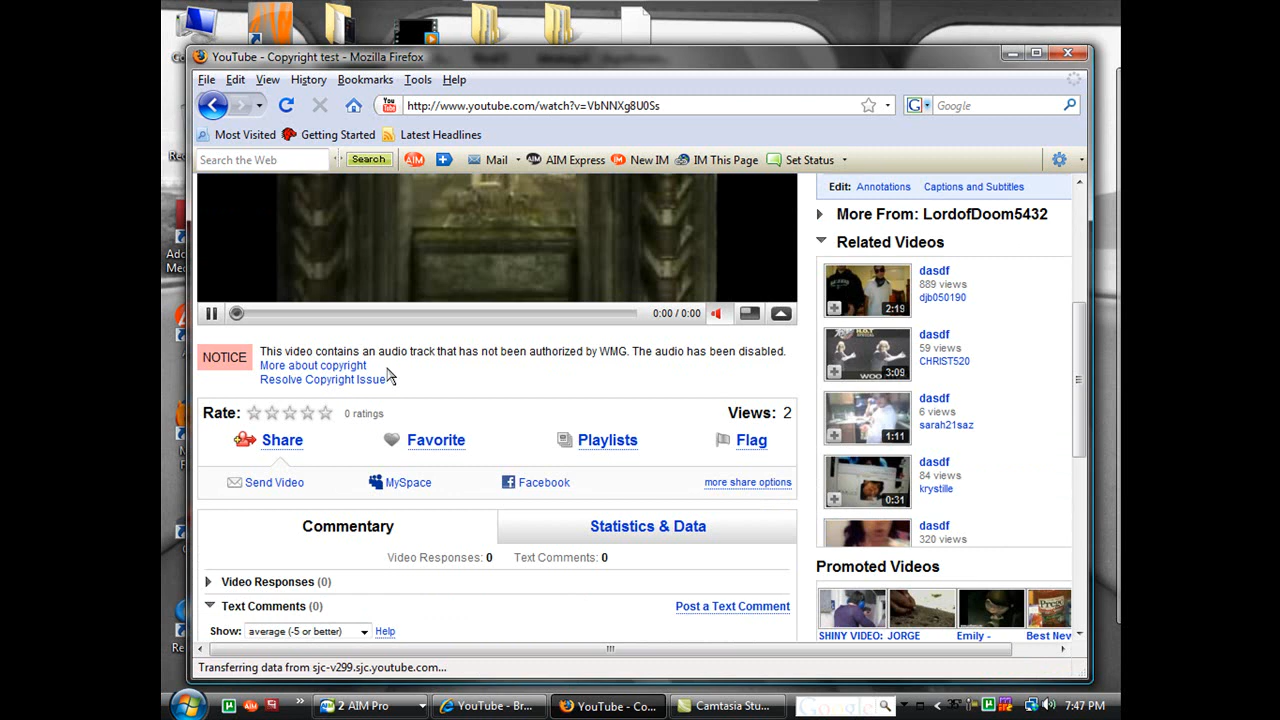 YouTube - Copyright test - Mozilla Firefox
File Edit View History Bookmarks Tools Help
You Tube http://www.youtube.com/watch?v=VbNNXg8U0Ss G Google
Most Visited Getting Started Latest Headlines
Search the Web Search AIM Mail AIM Express New IM IM This Page Set Status
Edit: Annotations Captions and Subtitles
More From: LordofDoom5432
Related Videos
dasdf
889 views
djb050190
2:19
dasdf
59 views
CHRIST520
3:09
dasdf
6 views
sarah21saz
1:11
dasdf
84 views
krystille
0:31
dasdf
320 views
Promoted Videos
SHINY VIDEO: JORGE Emily - Best New
0:00 / 0:00
NOTICE This video contains an audio track that has not been authorized by WMG. The audio has been disabled.
More about copyright
Resolve Copyright Issue
Rate: 0 ratings Views: 2
Share Favorite Playlists Flag
Send Video MySpace Facebook more share options
Commentary Statistics & Data
Video Responses: 0 Text Comments: 0
Video Responses (0)
Text Comments (0) Post a Text Comment
Show: average (-5 or better) Help
Transferring data from sjc-v299.sjc.youtube.com...
2 AIM Pro YouTube - Br... YouTube - Co... Camtasia Stu... Google 7:47 PM